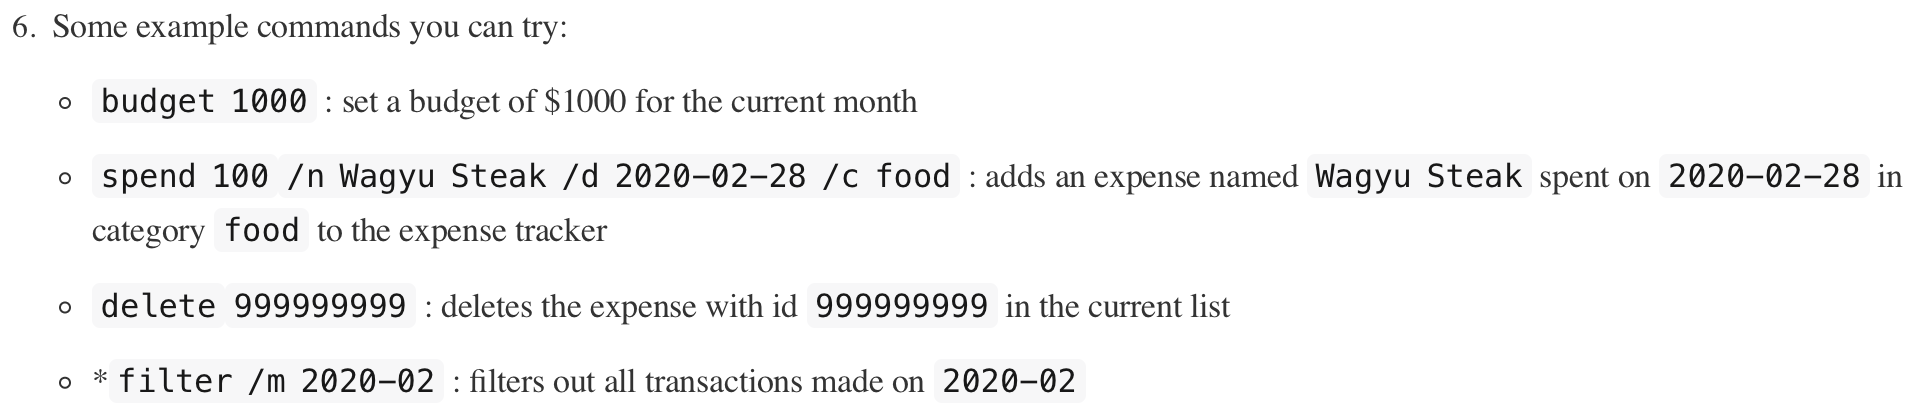 6. Some example commands you can try:
budget 1000 : set a budget of $1000 for the current month
spend 100 /n Wagyu Steak /d 2020-02-28 /c food : adds an expense named Wagyu Steak spent on 2020-02-28 in
category food to the expense tracker
delete 999999999 : deletes the expense with id 999999999 in the current list
* filter /m 2020-02 : filters out all transactions made on 2020-02